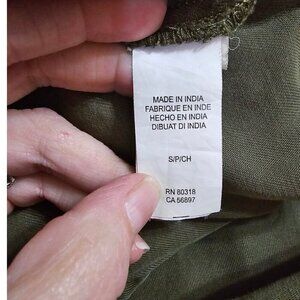 MADE IN INDIA
FABRIQUE EN INDE
HECHO EN INDIA
DIBUAT DI INDIA
S/P/CH
RN 80318
CA 56897